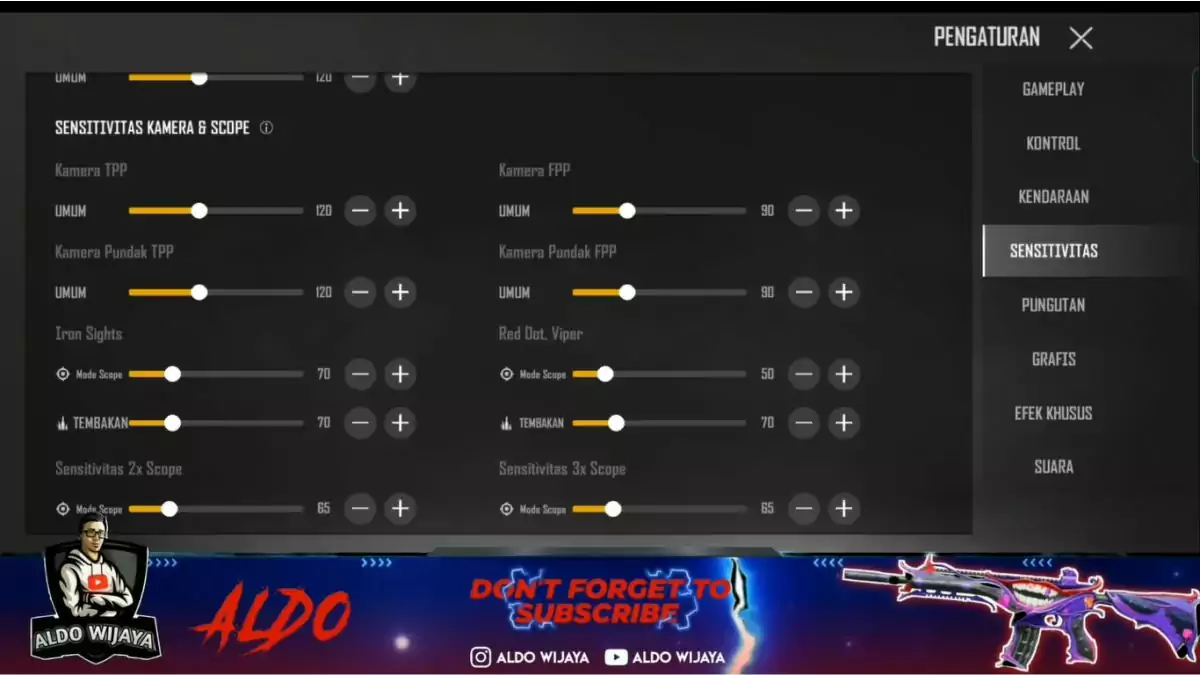 PENGATURAN
UMUM 120
SENSITIVITAS KAMERA & SCOPE
Kamera TPP Kamera FPP
UMUM 120 UMUM 90
Kamera Pundak TPP Kamera Pundak FPP
UMUM 120 UMUM 90
Iron Sights Red Dot, Viper
Mode Scope 70 Mode Scope 50
TEMBAKAN 70 TEMBAKAN 70
Sensitivitas 2x Scope Sensitivitas 3x Scope
Mode Scope 65 Mode Scope 65
GAMEPLAY
KONTROL
KENDARAAN
SENSITIVITAS
PUNGUTAN
GRAFIS
EFEK KHUSUS
SUARA
ALDO WIJAYA
ALDO
DON'T FORGET TO
SUBSCRIBE
ALDO WIJAYA ALDO WIJAYA